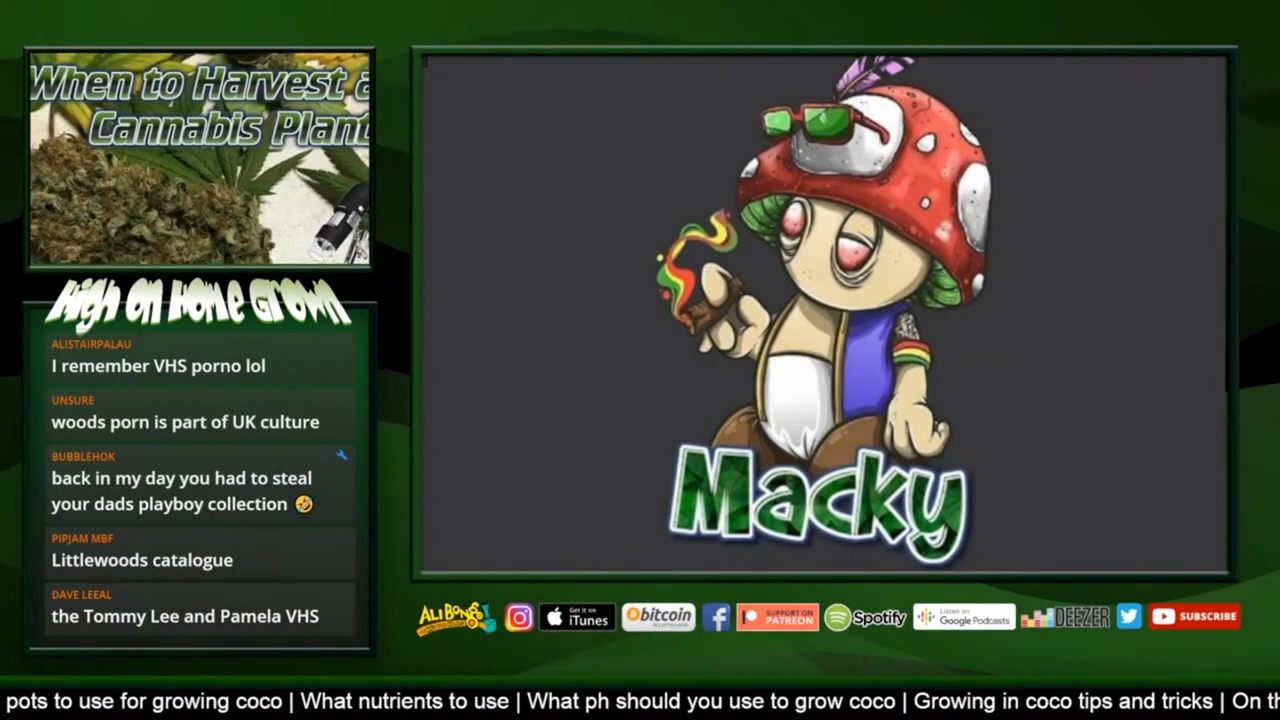 When to Harvest a
Cannabis Plant
High on Home Grown
ALISTAIRPALAU
I remember VHS porno lol
UNSURE
woods porn is part of UK culture
BUBBLEHOK
back in my day you had to steal
your dads playboy collection 🤣
PIPJAM MBF
Littlewoods catalogue
DAVE LEEAL
the Tommy Lee and Pamela VHS
Macky
ALIBONGO
Get it on
iTunes
bitcoin
SUPPORT ON
PATREON
Spotify
Listen on
Google Podcasts
DEEZER
SUBSCRIBE
pots to use for growing coco | What nutrients to use | What ph should you use to grow coco | Growing in coco tips and tricks | On th